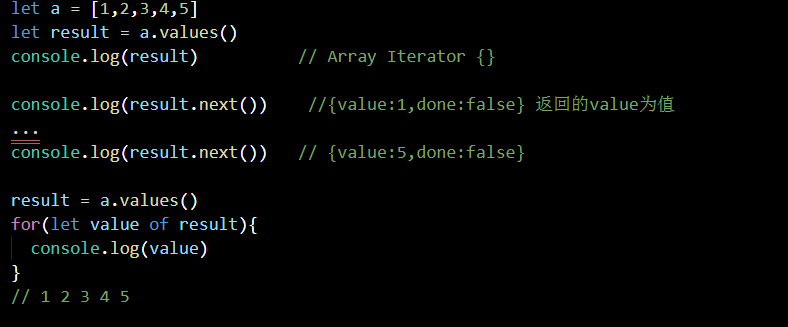 let a = [1,2,3,4,5]
let result = a.values()
console.log(result)          // Array Iterator {}
console.log(result.next())    //{value:1,done:false} 返回的value为值
...
console.log(result.next())   // {value:5,done:false}
result = a.values()
for(let value of result){
  console.log(value)
}
// 1 2 3 4 5